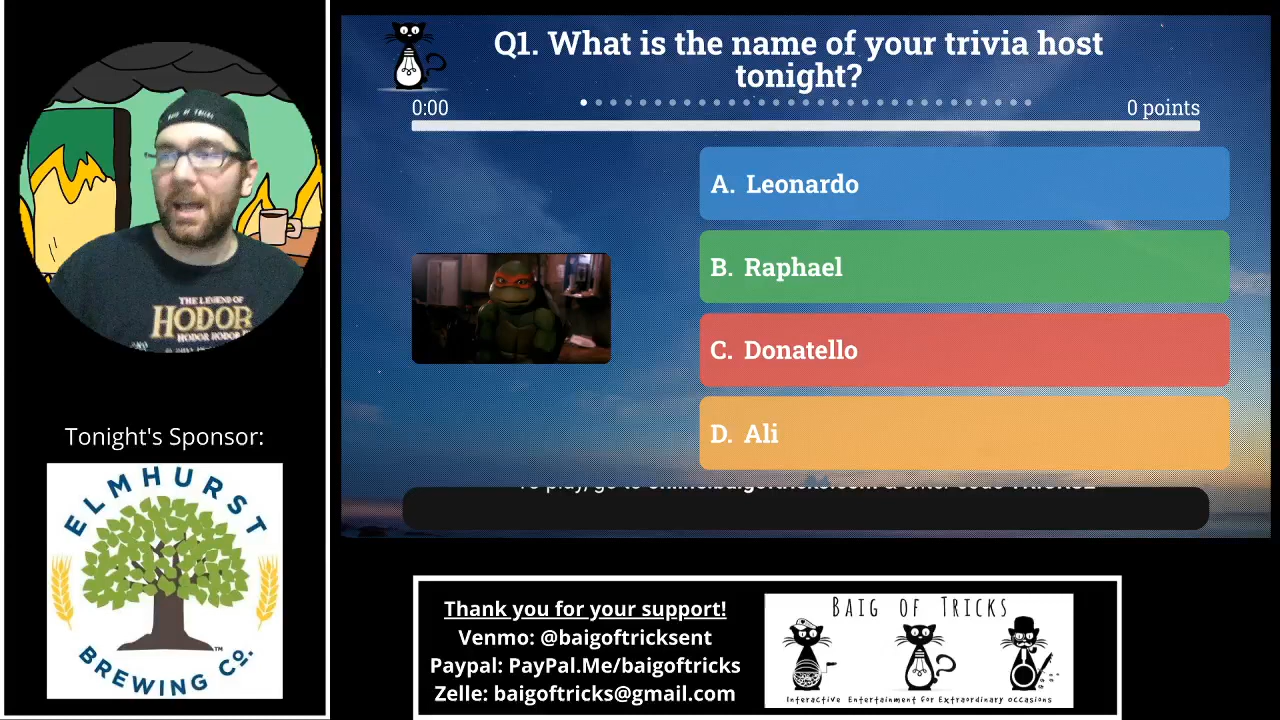 Q1. What is the name of your trivia host
tonight?
0:00
0 points
A. Leonardo
B. Raphael
C. Donatello
D. Ali
THE LEGEND OF
HODOR
Tonight's Sponsor:
ELMHURST
BREWING CO.
TM
Thank you for your support!
Venmo: @baigoftricksent
Paypal: PayPal.Me/baigoftricks
Zelle: baigoftricks@gmail.com
BAIG OF TRICKS
Interactive Entertainment for Extraordinary occasions